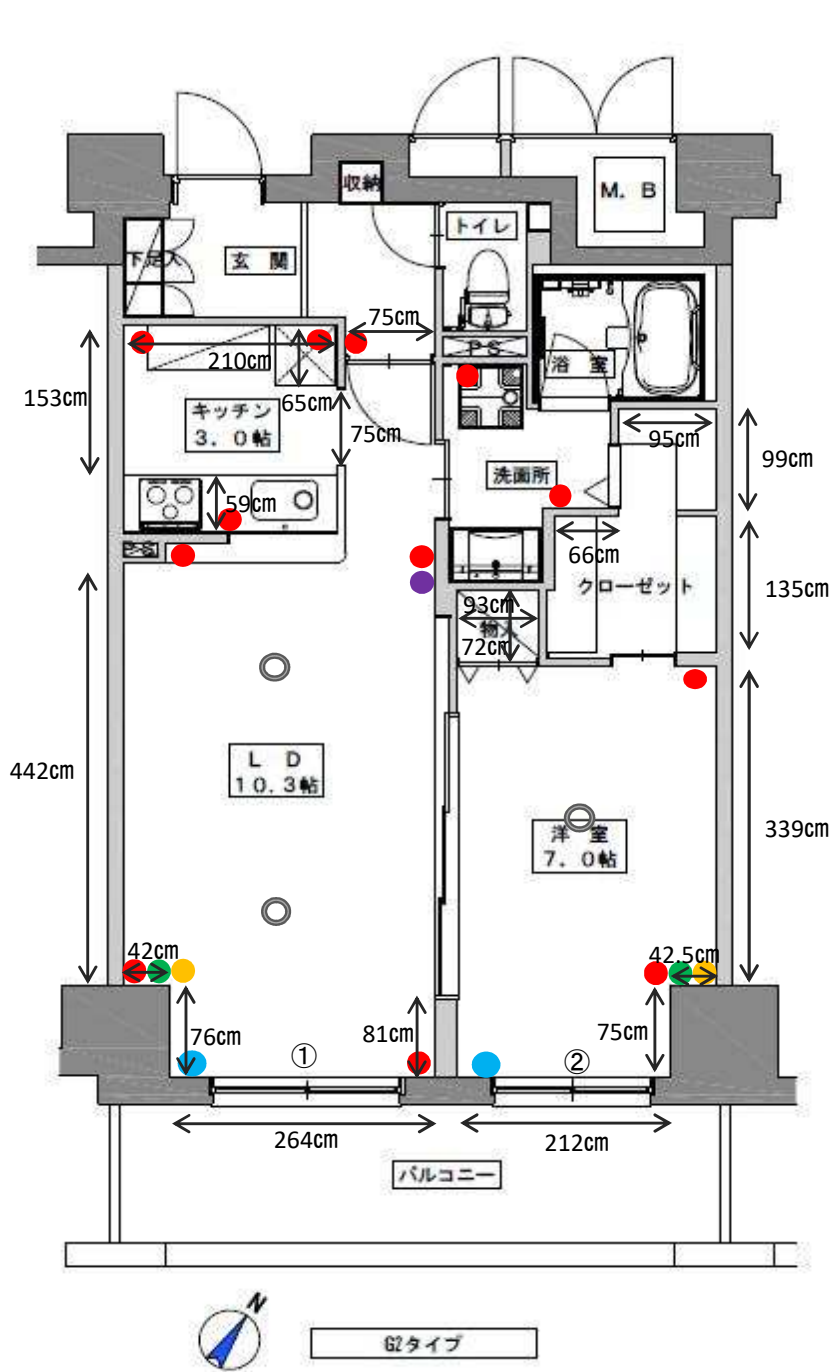 収納
M. B
トイレ
下足入
玄 関
75㎝
PS
210㎝
浴 室
153㎝
65㎝
キッチン
3. 0帖
75㎝
95㎝
99㎝
洗面所
59㎝
66㎝
PS
クローゼット
135㎝
93㎝
物入
72㎝
L D
10. 3帖
442㎝
洋 室
7. 0帖
339㎝
42㎝
42.5㎝
76㎝
81㎝
75㎝
①
②
264㎝
212㎝
バルコニー
N
G2タイプ